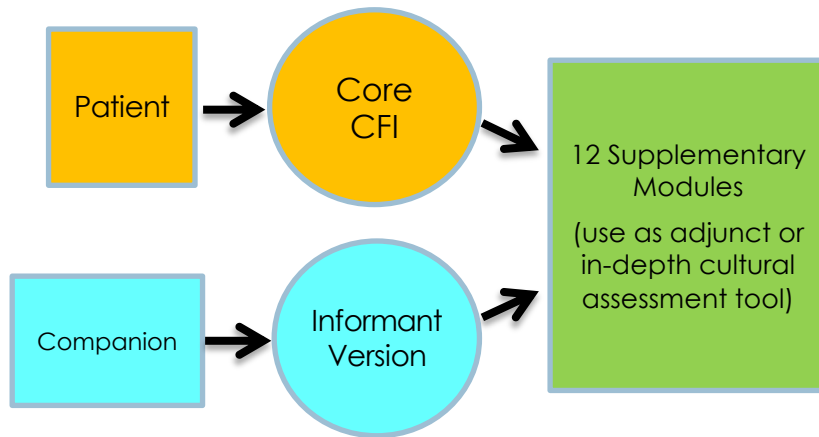 Patient
Core
CFI
12 Supplementary
Modules
(use as adjunct or
in-depth cultural
assessment tool)
Companion
Informant
Version